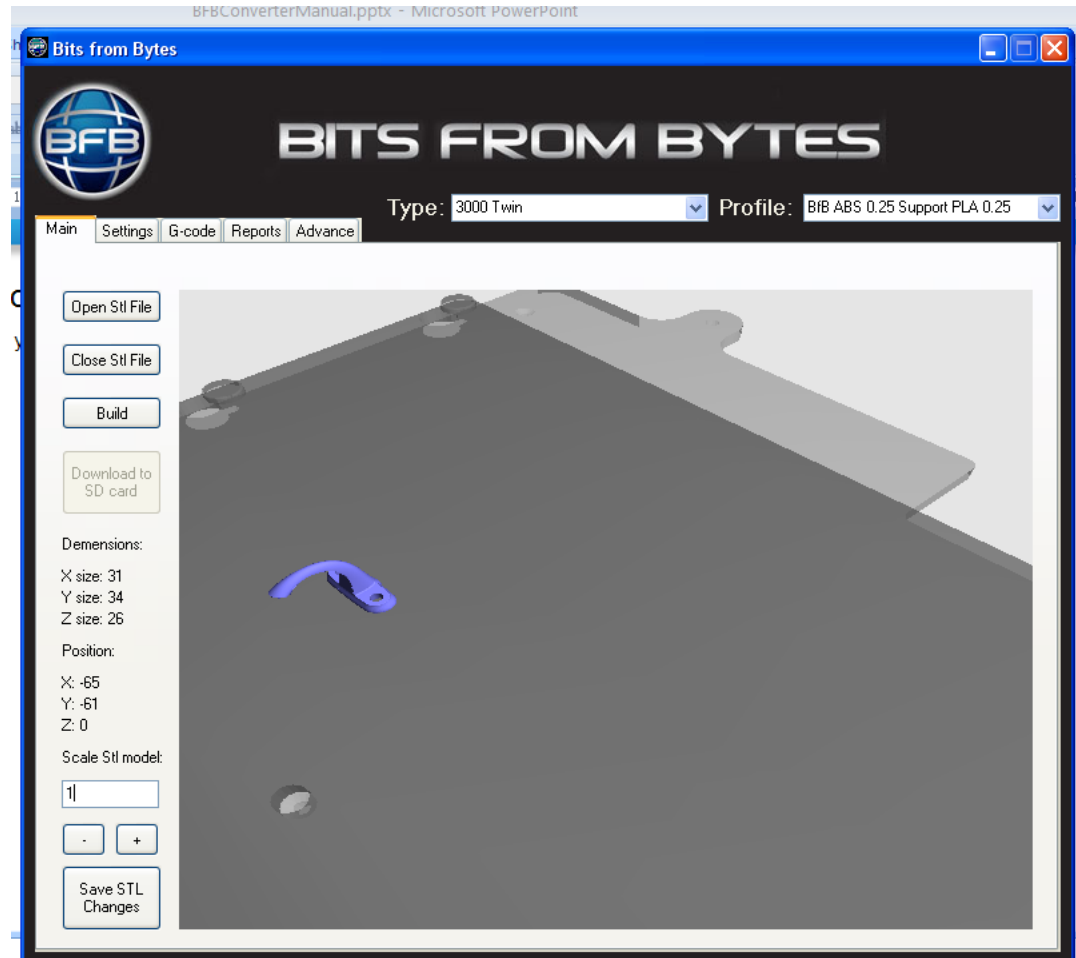 BFBConverterManual.pptx - Microsoft PowerPoint
Bits from Bytes
BFB
BITS FROM BYTES
Type: 3000 Twin
Profile: BfB ABS 0.25 Support PLA 0.25
Main Settings G-code Reports Advance
Open Stl File
Close Stl File
Build
Download to
SD card
Demensions:
X size: 31
Y size: 34
Z size: 26
Position:
X: -65
Y: -61
Z: 0
Scale Stl model:
1
- +
Save STL
Changes